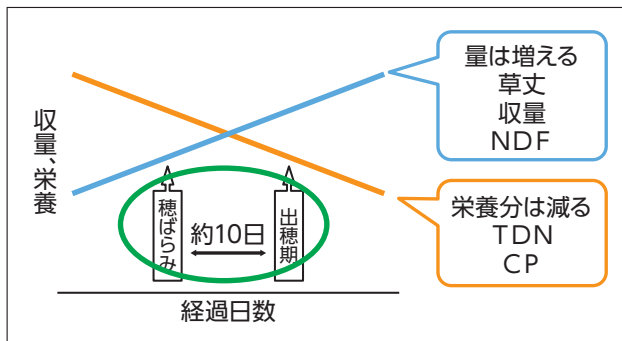 収量、栄養
量は増える
草丈
収量
NDF
栄養分は減る
TDN
CP
穂ばらみ
約10日
出穂期
経過日数